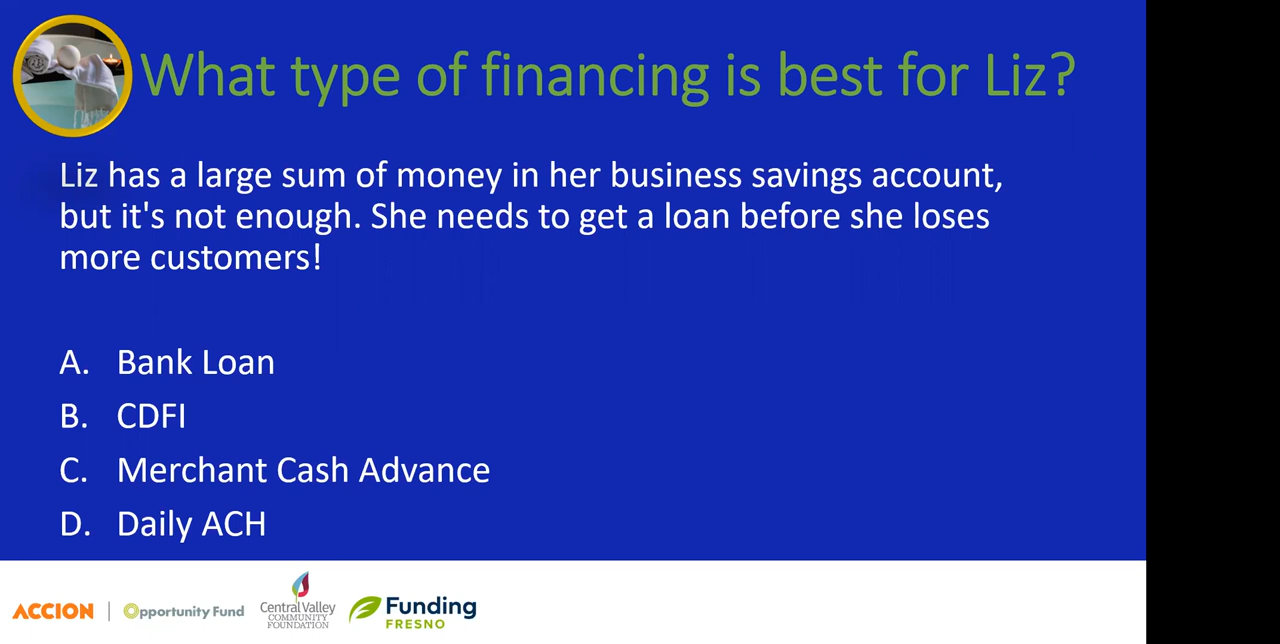 What type of financing is best for Liz?
Liz has a large sum of money in her business savings account,
but it's not enough. She needs to get a loan before she loses
more customers!
A. Bank Loan
B. CDFI
C. Merchant Cash Advance
D. Daily ACH
ACCION | Opportunity Fund
Central Valley
COMMUNITY
FOUNDATION
Funding
FRESNO